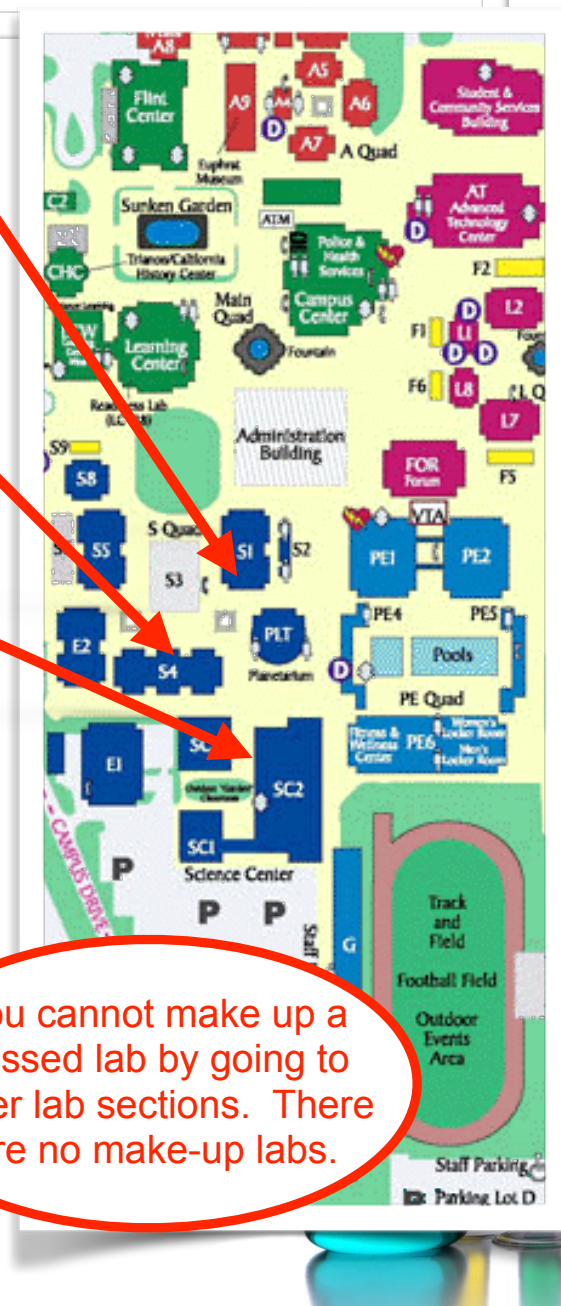 A8
A5
A9
A4
A6
A7
A Quad
Flint
Center
Student &
Community Services
Building
D
Euphrat
Museum
C2
Sunken Garden
ATM
AT
Advanced
Technology
Center
D
Police &
Health
Services
Trianon/California
History Center
CHC
F2
Main
Quad
Campus
Center
D
L2
Learning
Center
Fountain
F1
L1
D
D
F6
L8
L7
S9
Administration
Building
FOR
Forum
F5
S8
VTA
S Quad
S5
S1
S2
PE1
PE2
S3
PE4
PE5
E2
PLT
Planetarium
S4
D
Pools
PE Quad
SC
Fitness &
Wellness
Center
PE6
Women's
Locker Room
Men's
Locker Room
E1
SC2
SC1
CAMPUS DRIVE
Science Center
P
P
P
Staff
G
Track
and
Field
Football Field
Outdoor
Events
Area
ou cannot make up a
ssed lab by going to
er lab sections. There
re no make-up labs.
Staff Parking
Parking Lot D